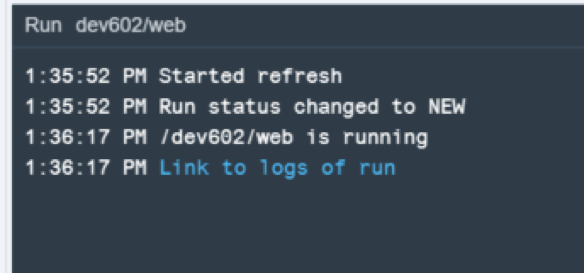 Run dev602/web
1:35:52 PM Started refresh
1:35:52 PM Run status changed to NEW
1:36:17 PM /dev602/web is running
1:36:17 PM Link to logs of run